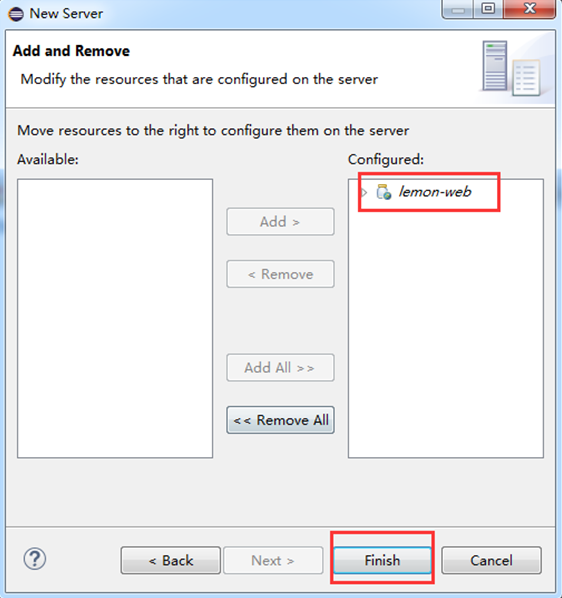 New Server
Add and Remove
Modify the resources that are configured on the server
Move resources to the right to configure them on the server
Available:
Configured:
lemon-web
Add >
< Remove
Add All >>
<< Remove All
?
< Back
Next >
Finish
Cancel